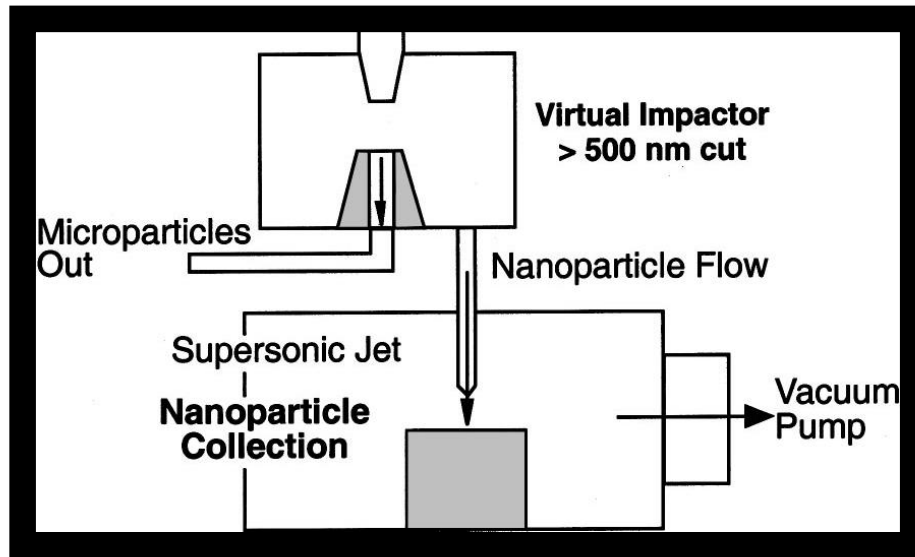 Virtual Impactor
> 500 nm cut
Microparticles
Out
Nanoparticle Flow
Supersonic Jet
Nanoparticle
Collection
Vacuum
Pump